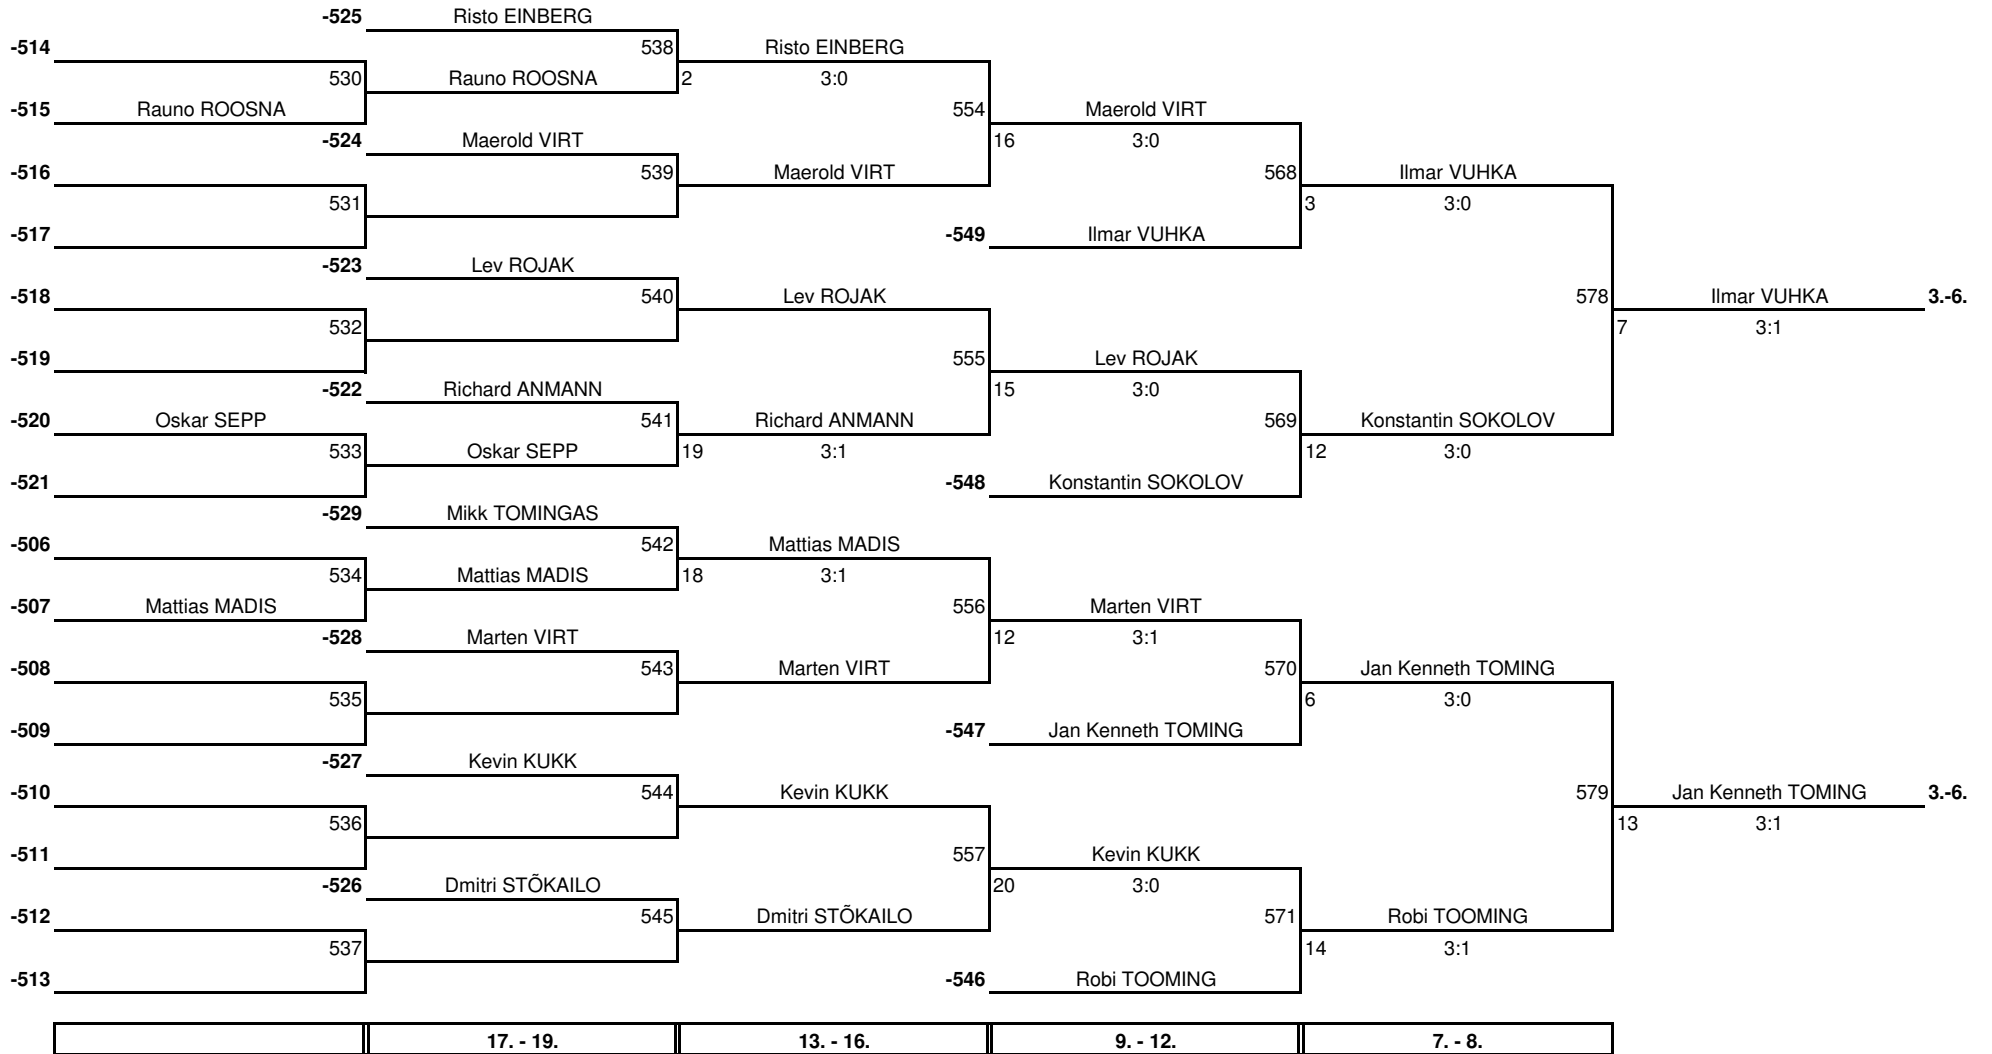 -525 Risto EINBERG
-514 538 Risto EINBERG
530 Rauno ROOSNA 2 3:0
-515 Rauno ROOSNA 554 Maerold VIRT
-524 Maerold VIRT 16 3:0
-516 539 Maerold VIRT 568 Ilmar VUHKA
531 3 3:0
-517 -549 Ilmar VUHKA
-523 Lev ROJAK
-518 540 Lev ROJAK 578 Ilmar VUHKA 3.-6.
532 7 3:1
-519 555 Lev ROJAK
-522 Richard ANMANN 15 3:0
-520 Oskar SEPP 541 Richard ANMANN 569 Konstantin SOKOLOV
533 Oskar SEPP 19 3:1 12 3:0
-521 -548 Konstantin SOKOLOV
-529 Mikk TOMINGAS
-506 542 Mattias MADIS
534 Mattias MADIS 18 3:1
-507 Mattias MADIS 556 Marten VIRT
-528 Marten VIRT 12 3:1
-508 543 Marten VIRT 570 Jan Kenneth TOMING
535 6 3:0
-509 -547 Jan Kenneth TOMING
-527 Kevin KUKK
-510 544 Kevin KUKK 579 Jan Kenneth TOMING 3.-6.
536 13 3:1
-511 557 Kevin KUKK
-526 Dmitri STÕKAILO 20 3:0
-512 545 Dmitri STÕKAILO 571 Robi TOOMING
537 14 3:1
-513 -546 Robi TOOMING
17. - 19. 13. - 16. 9. - 12. 7. - 8.